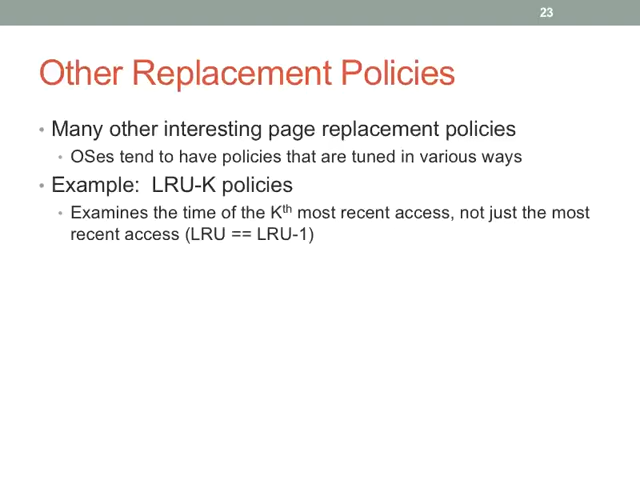 23
Other Replacement Policies
• Many other interesting page replacement policies
• OSes tend to have policies that are tuned in various ways
• Example: LRU-K policies
• Examines the time of the Kth most recent access, not just the most
recent access (LRU == LRU-1)